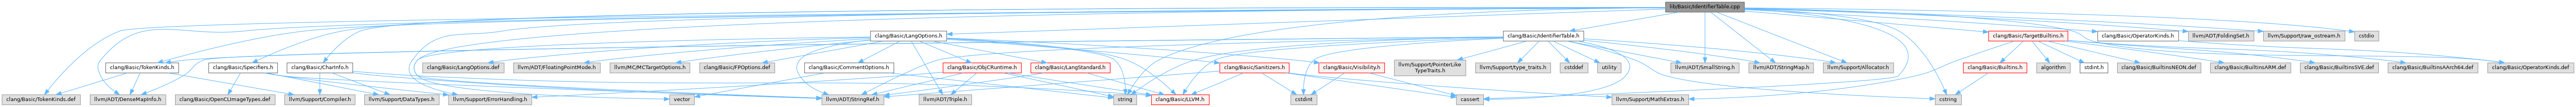 lib/Basic/IdentifierTable.cpp
clang/Basic/LangOptions.h
clang/Basic/IdentifierTable.h
clang/Basic/TargetBuiltins.h
clang/Basic/OperatorKinds.h
llvm/ADT/FoldingSet.h
llvm/Support/raw_ostream.h
cstdio
clang/Basic/TokenKinds.h
clang/Basic/Specifiers.h
clang/Basic/CharInfo.h
clang/Basic/LangOptions.def
llvm/ADT/FloatingPointMode.h
llvm/MC/MCTargetOptions.h
clang/Basic/FPOptions.def
clang/Basic/CommentOptions.h
clang/Basic/ObjCRuntime.h
clang/Basic/LangStandard.h
clang/Basic/Sanitizers.h
clang/Basic/Visibility.h
llvm/Support/PointerLike
TypeTraits.h
llvm/Support/type_traits.h
cstddef
utility
llvm/ADT/SmallString.h
llvm/ADT/StringMap.h
llvm/Support/Allocator.h
clang/Basic/Builtins.h
algorithm
stdint.h
clang/Basic/BuiltinsNEON.def
clang/Basic/BuiltinsARM.def
clang/Basic/BuiltinsSVE.def
clang/Basic/BuiltinsAArch64.def
clang/Basic/OperatorKinds.def
clang/Basic/TokenKinds.def
llvm/ADT/DenseMapInfo.h
clang/Basic/OpenCLImageTypes.def
llvm/Support/Compiler.h
llvm/Support/DataTypes.h
llvm/Support/ErrorHandling.h
vector
llvm/ADT/StringRef.h
llvm/ADT/Triple.h
string
clang/Basic/LLVM.h
cstdint
llvm/Support/MathExtras.h
cassert
cstring